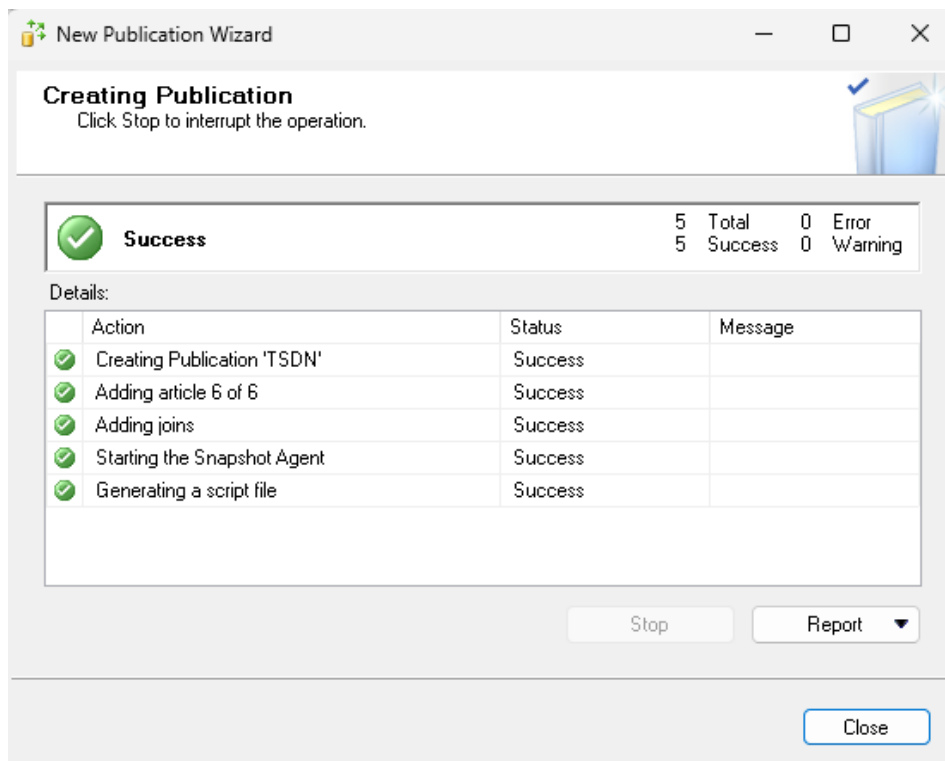 New Publication Wizard
Creating Publication
Click Stop to interrupt the operation.
Success 5 Total 0 Error
5 Success 0 Warning
Details:
Action Status Message
Creating Publication 'TSDN' Success
Adding article 6 of 6 Success
Adding joins Success
Starting the Snapshot Agent Success
Generating a script file Success
Stop Report
Close